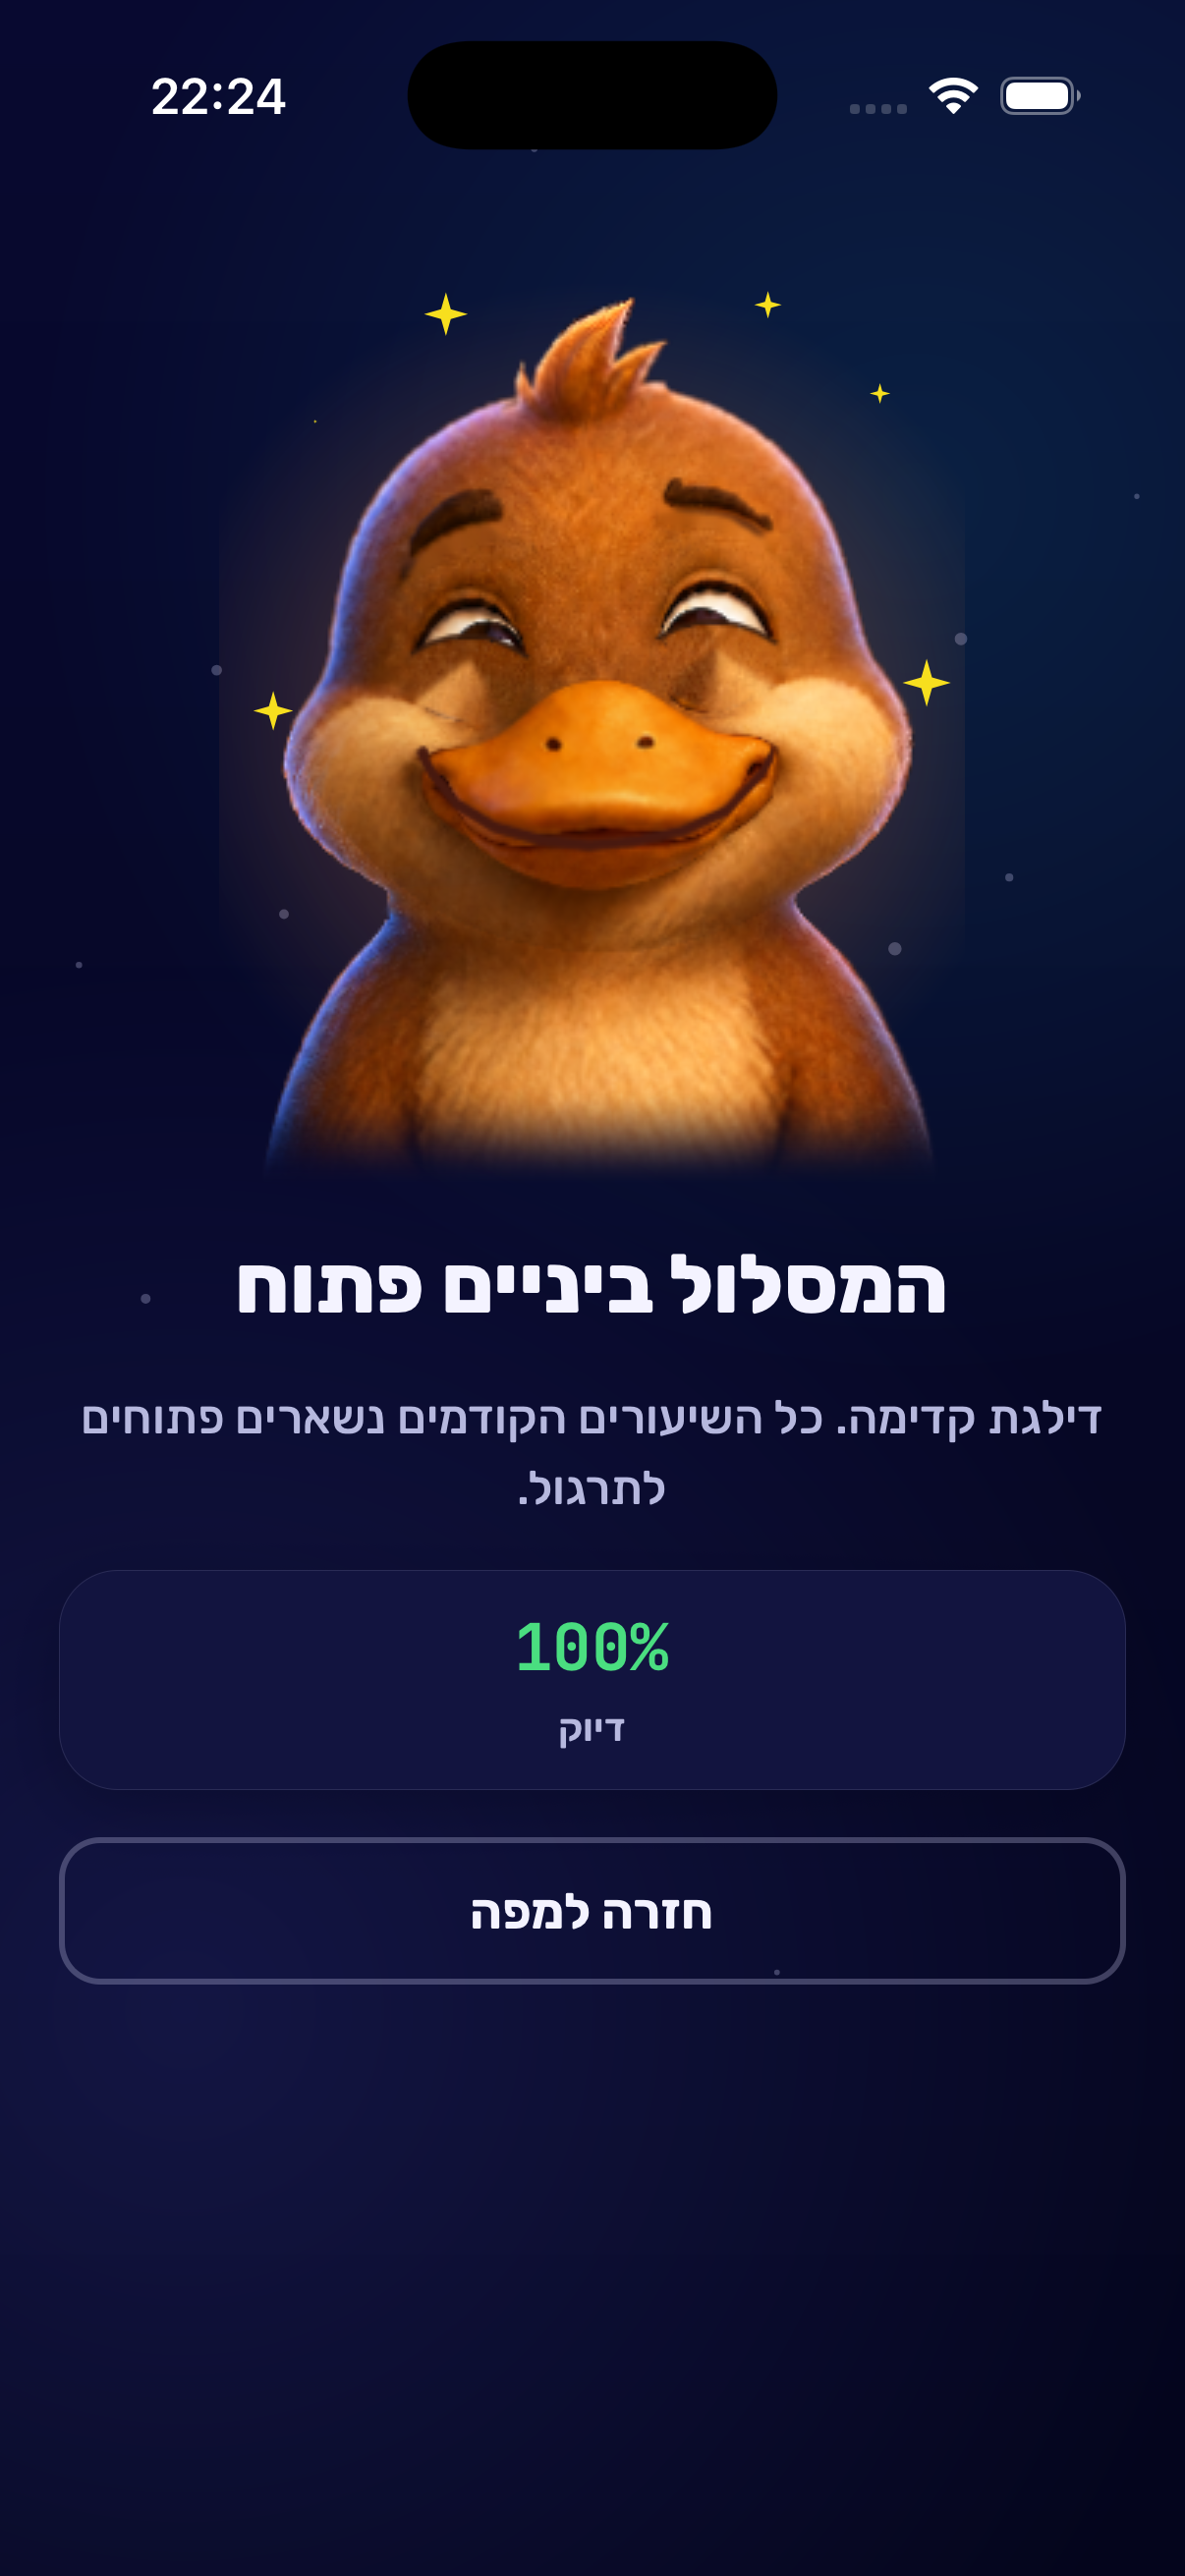 22:24
המסלול ביניים פתוח
דילגת קדימה. כל השיעורים הקודמים נשארים פתוחים
לתרגול.
100%
דיוק
חזרה למפה